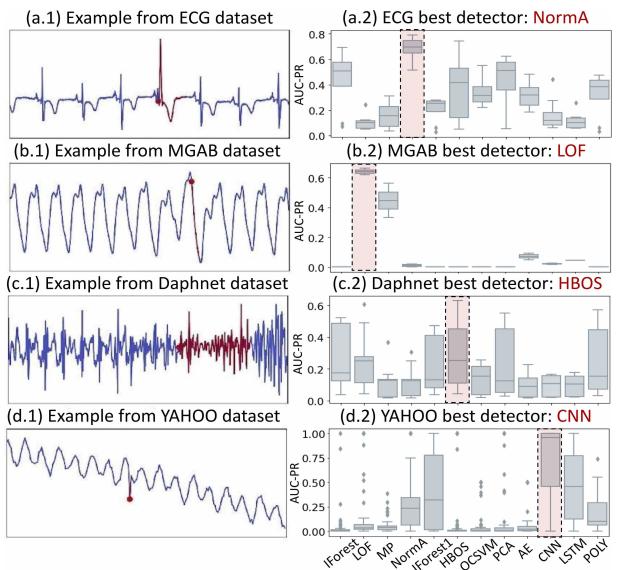 (a.1) Example from ECG dataset
(a.2) ECG best detector: NormA
AUC-PR
0.8
0.6
0.4
0.2
0.0
(b.1) Example from MGAB dataset
(b.2) MGAB best detector: LOF
AUC-PR
0.6
0.4
0.2
0.0
(c.1) Example from Daphnet dataset
(c.2) Daphnet best detector: HBOS
AUC-PR
0.6
0.4
0.2
0.0
(d.1) Example from YAHOO dataset
(d.2) YAHOO best detector: CNN
AUC-PR
1.00
0.75
0.50
0.25
0.00
IForest
LOF
MP
NormA
IForest1
HBOS
OCSVM
PCA
AE
CNN
LSTM
POLY